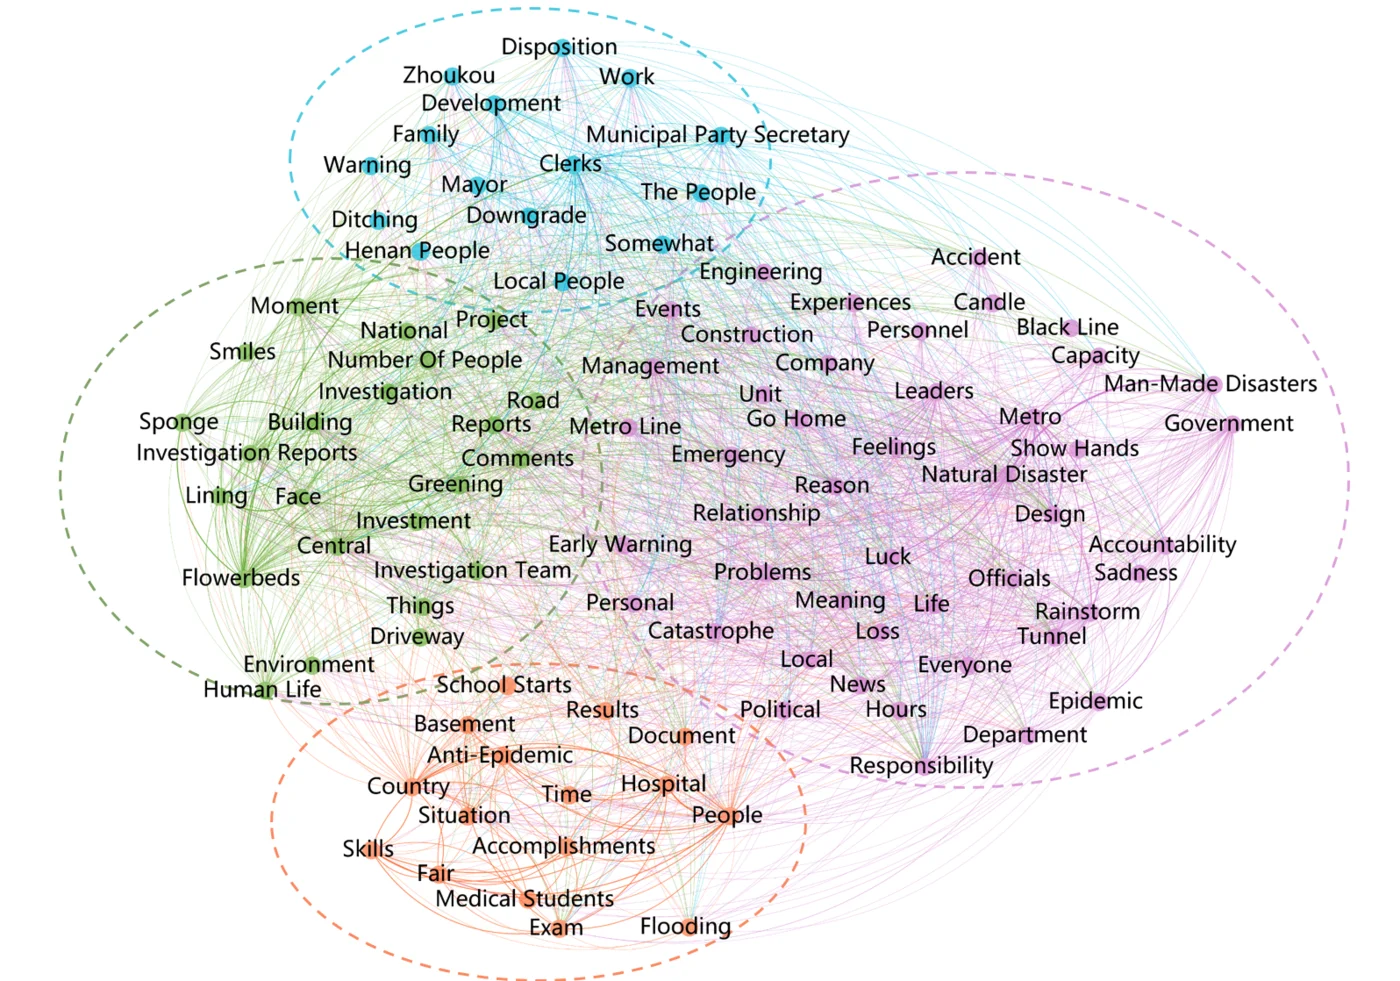 Disposition
Zhoukou
Work
Development
Family
Municipal Party Secretary
Warning
Clerks
Mayor
The People
Ditching
Downgrade
Henan People
Somewhat
Local People
Engineering
Accident
Moment
Events
Experiences
Candle
National
Project
Construction
Personnel
Black Line
Smiles
Number Of People
Management
Company
Capacity
Investigation
Road
Unit
Leaders
Man-Made Disasters
Sponge
Building
Reports
Metro Line
Go Home
Metro
Government
Investigation Reports
Comments
Emergency
Feelings
Show Hands
Natural Disaster
Lining
Face
Greening
Reason
Investment
Relationship
Design
Central
Early Warning
Luck
Accountability
Flowerbeds
Investigation Team
Problems
Officials
Sadness
Things
Personal
Meaning
Life
Rainstorm
Driveway
Catastrophe
Loss
Tunnel
Environment
Local
Everyone
Human Life
School Starts
News
Epidemic
Basement
Results
Political
Hours
Document
Department
Anti-Epidemic
Responsibility
Country
Time
Hospital
Situation
People
Skills
Accomplishments
Fair
Medical Students
Exam
Flooding